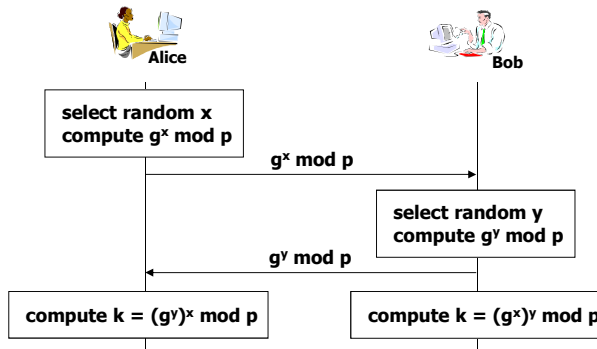 Alice
Bob
select random x
compute gˣ mod p
gˣ mod p
select random y
compute gʸ mod p
gʸ mod p
compute k = (gʸ)ˣ mod p
compute k = (gˣ)ʸ mod p